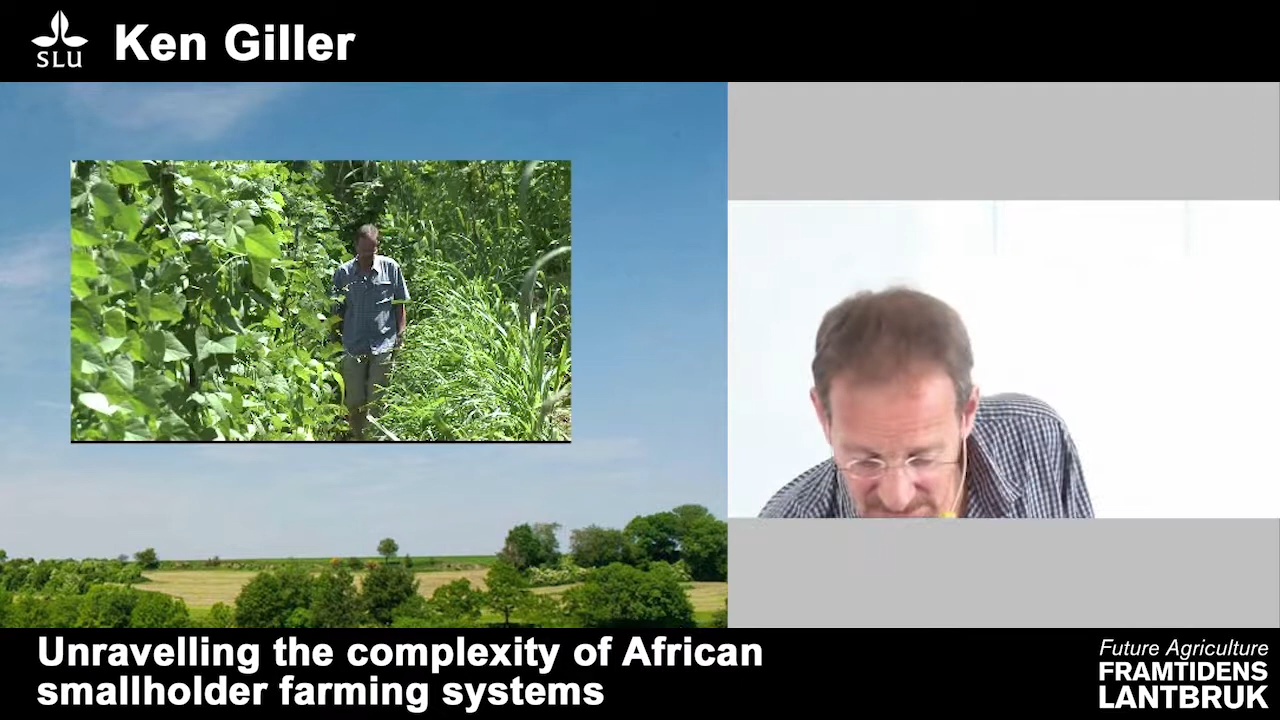 SLU
Ken Giller
Unravelling the complexity of African
smallholder farming systems
Future Agriculture
FRAMTIDENS
LANTBRUK